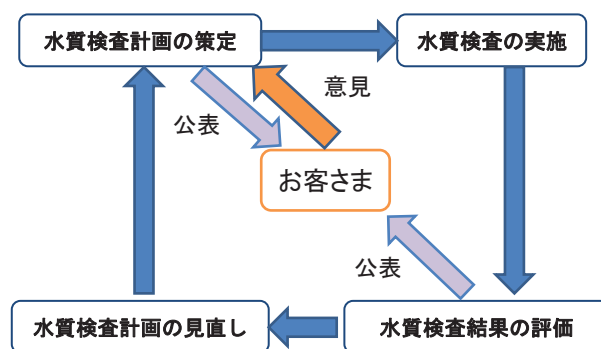 水質検査計画の策定
水質検査の実施
意見
公表
お客さま
公表
水質検査計画の見直し
水質検査結果の評価